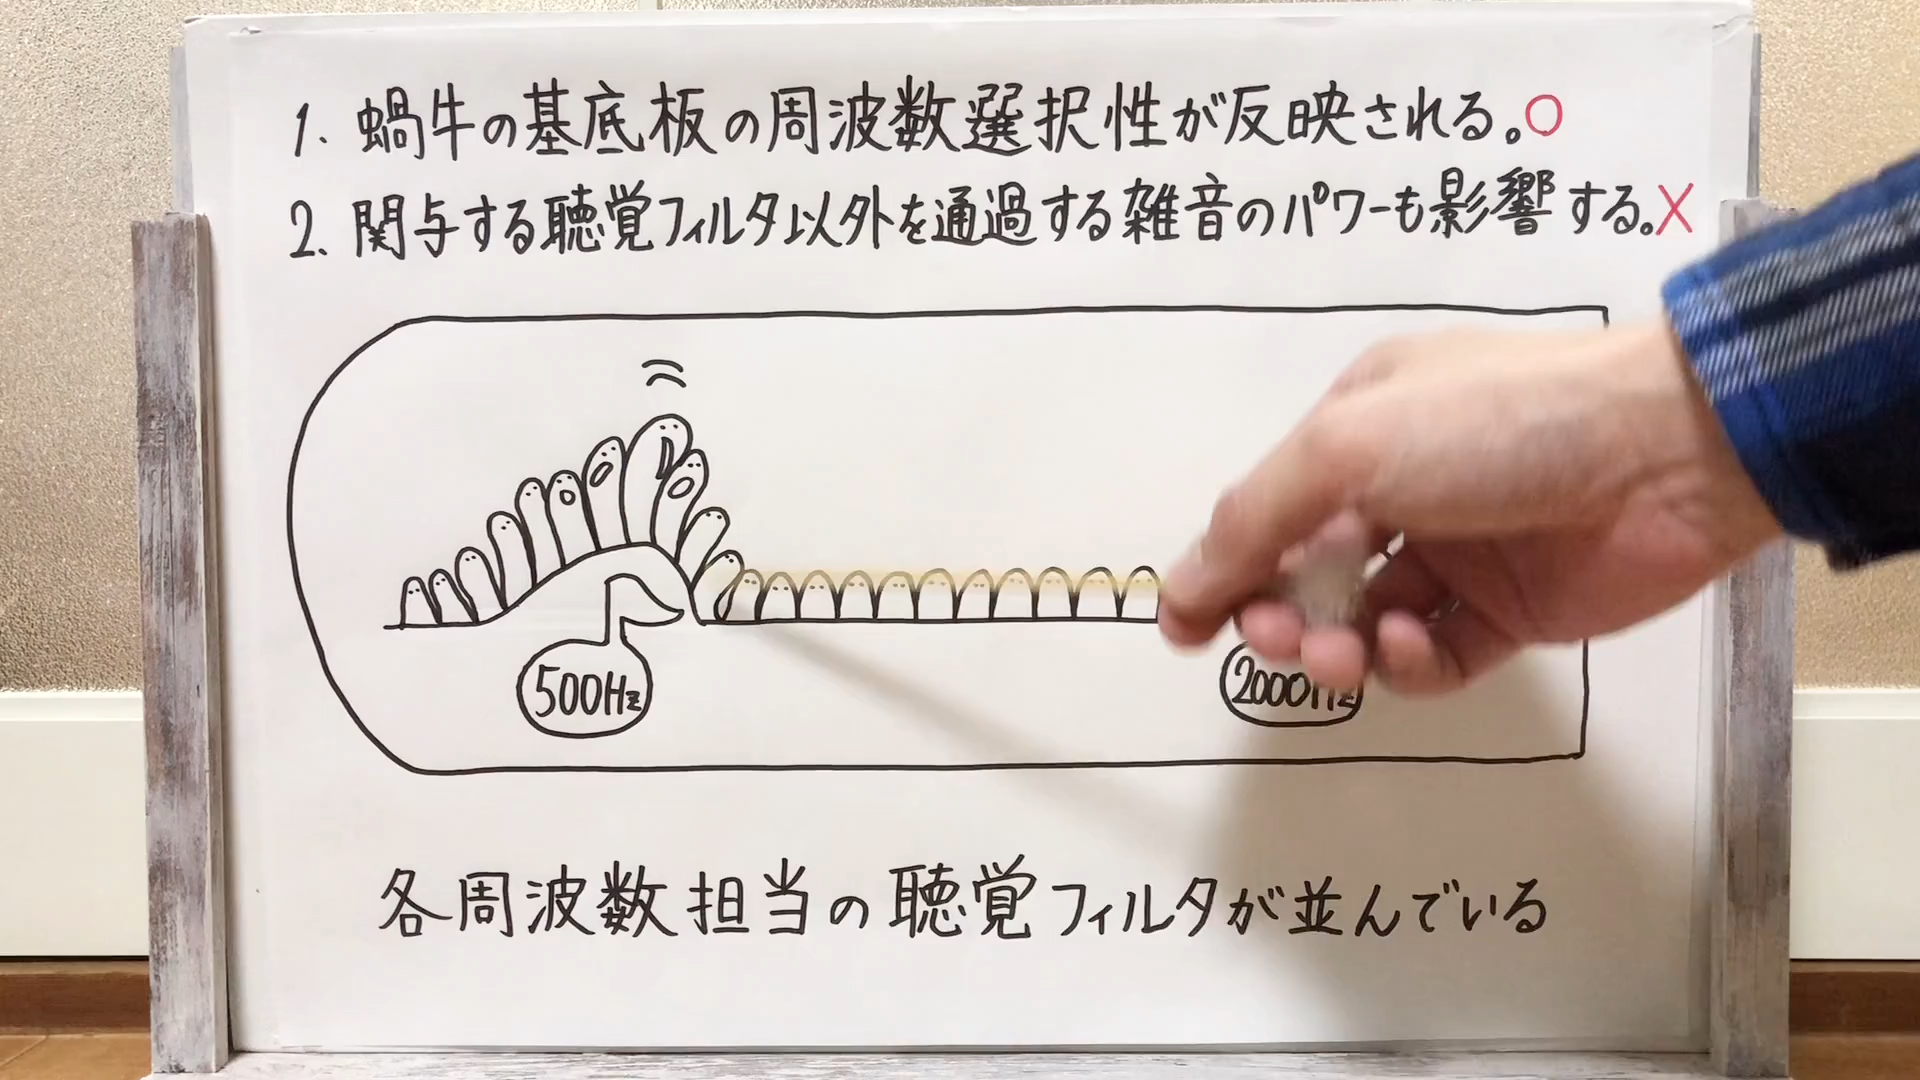 1. 蝸牛の基底板の周波数選択性が反映される。○
2. 関与する聴覚フィルタ以外を通過する雑音のパワーも影響する。×
500Hz
2000Hz
各周波数担当の聴覚フィルタが並んでいる